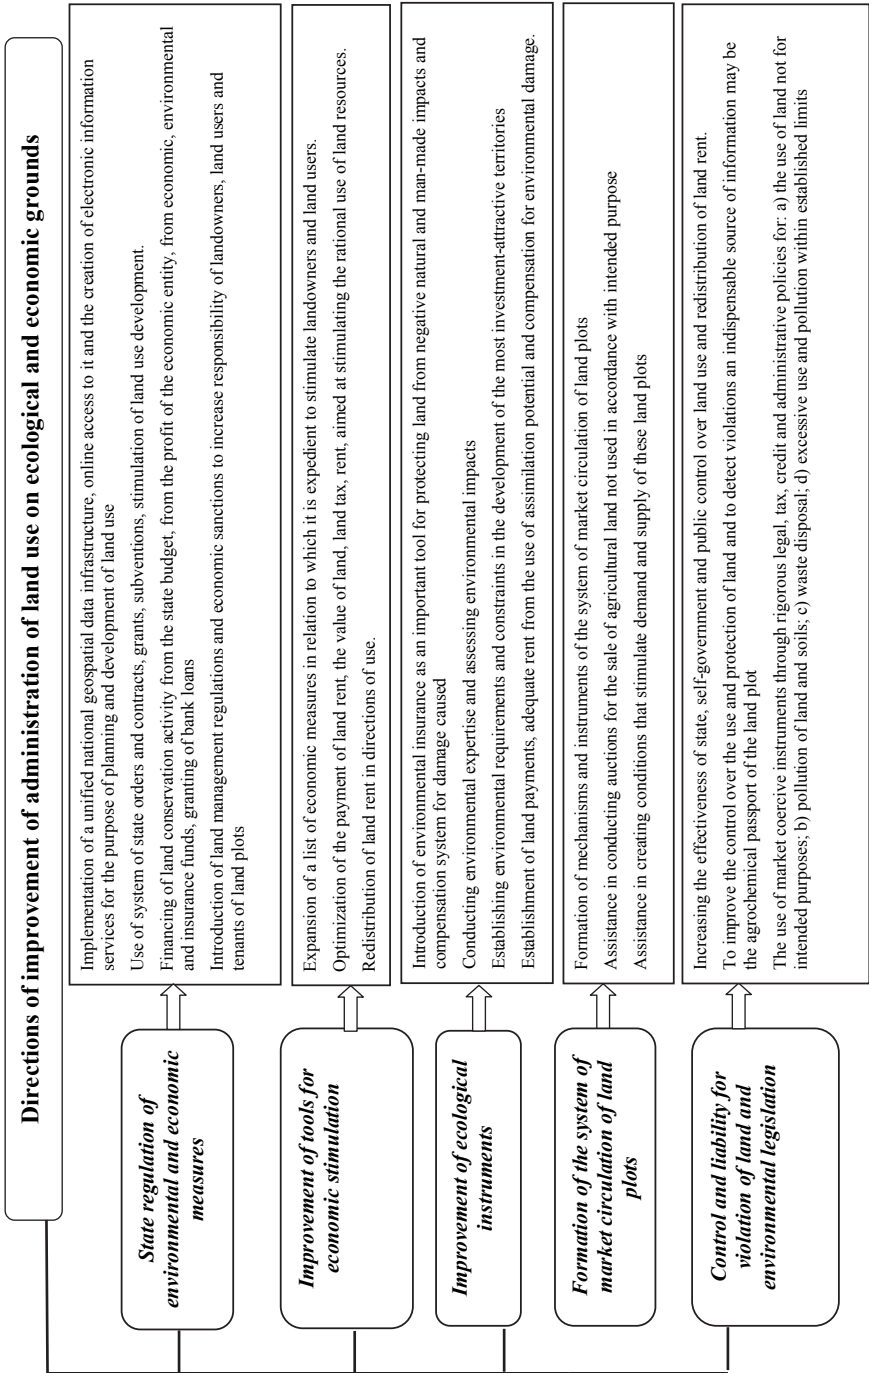 Directions of improvement of administration of land use on ecological and economic grounds
State regulation of
environmental and economic
measures
Implementation of a unified national geospatial data infrastructure, online access to it and the creation of electronic information
services for the purpose of planning and development of land use
Use of system of state orders and contracts, grants, subventions, stimulation of land use development.
Financing of land conservation activity from the state budget, from the profit of the economic entity, from economic, environmental
and insurance funds, granting of bank loans
Introduction of land management regulations and economic sanctions to increase responsibility of landowners, land users and
tenants of land plots
Improvement of tools for
economic stimulation
Expansion of a list of economic measures in relation to which it is expedient to stimulate landowners and land users.
Optimization of the payment of land rent, the value of land, land tax, rent, aimed at stimulating the rational use of land resources.
Redistribution of land rent in directions of use.
Improvement of ecological
instruments
Introduction of environmental insurance as an important tool for protecting land from negative natural and man-made impacts and
compensation system for damage caused
Conducting environmental expertise and assessing environmental impacts
Establishing environmental requirements and constraints in the development of the most investment-attractive territories
Establishment of land payments, adequate rent from the use of assimilation potential and compensation for environmental damage.
Formation of the system of
market circulation of land
plots
Formation of mechanisms and instruments of the system of market circulation of land plots
Assistance in conducting auctions for the sale of agricultural land not used in accordance with intended purpose
Assistance in creating conditions that stimulate demand and supply of these land plots
Control and liability for
violation of land and
environmental legislation
Increasing the effectiveness of state, self-government and public control over land use and redistribution of land rent.
To improve the control over the use and protection of land and to detect violations an indispensable source of information may be
the agrochemical passport of the land plot
The use of market coercive instruments through rigorous legal, tax, credit and administrative policies for: a) the use of land not for
intended purposes; b) pollution of land and soils; c) waste disposal; d) excessive use and pollution within established limits